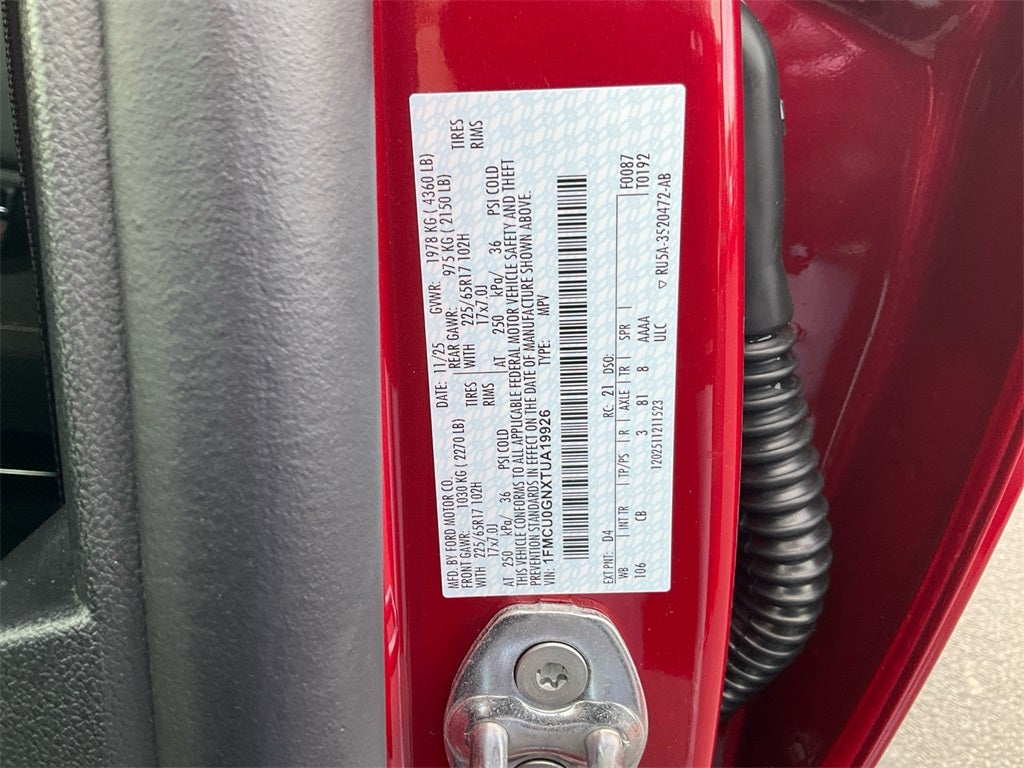 MFD. BY FORD MOTOR CO.
DATE: 11/25 GVWR: 1978 KG ( 4360 LB)
FRONT GAWR: 1030 KG ( 2270 LB) REAR GAWR: 975 KG ( 2150 LB)
WITH 225/65R17 102H TIRES WITH 225/65R17 102H TIRES
17x7.0J RIMS 17x7.0J RIMS
AT 250 kPa/ 36 PSI COLD AT 250 kPa/ 36 PSI COLD
THIS VEHICLE CONFORMS TO ALL APPLICABLE FEDERAL MOTOR VEHICLE SAFETY AND THEFT
PREVENTION STANDARDS IN EFFECT ON THE DATE OF MANUFACTURE SHOWN ABOVE.
VIN: 1FMCU0GNXTUA19926 TYPE: MPV
EXT PNT: D4 RC: 21 DSO: F0087
WB INT TR TP/PS R AXLE TR SPR T0192
106 CB 3 81 8 AAAA
1202511211523 ULC
▽ RU5A-3520472-AB